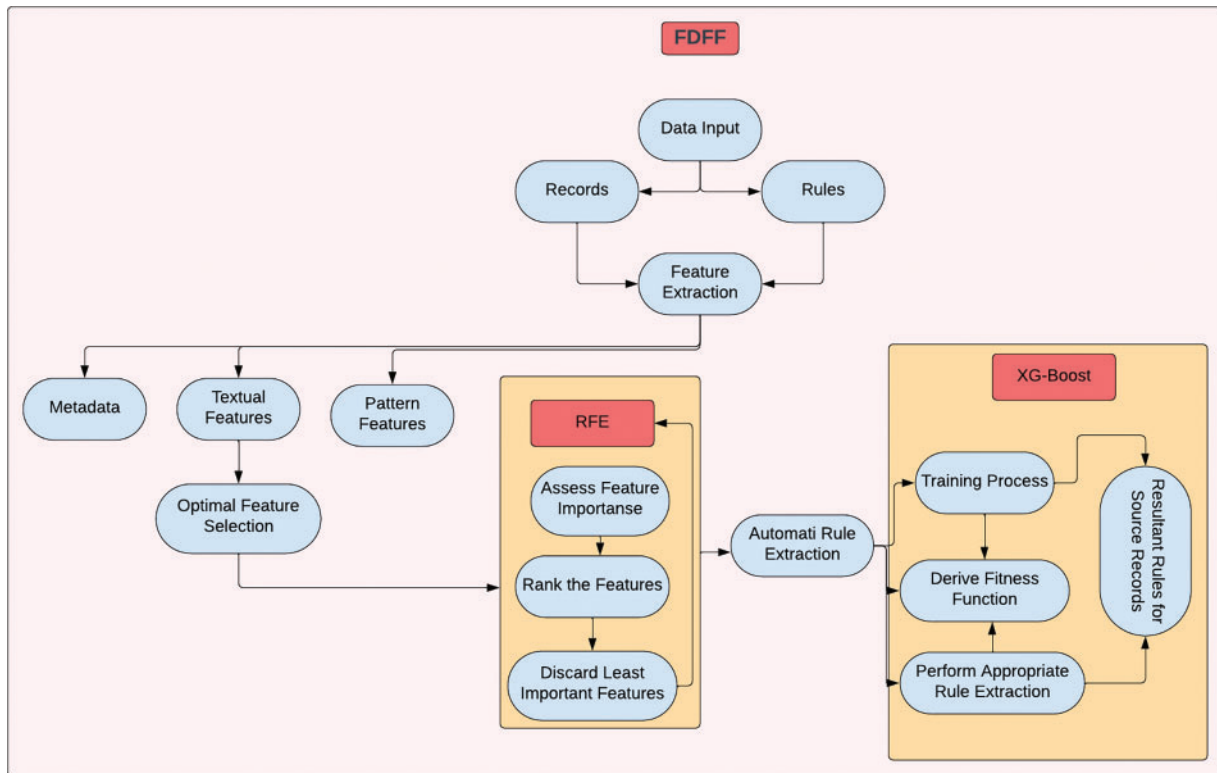 FDFF
Data Input
Records
Rules
Feature
Extraction
Metadata
Textual
Features
Pattern
Features
Optimal Feature
Selection
RFE
Assess Feature
Importanse
Rank the Features
Discard Least
Important Features
Automati Rule
Extraction
XG-Boost
Training Process
Derive Fitness
Function
Perform Appropriate
Rule Extraction
Resultant Rules for
Source Records